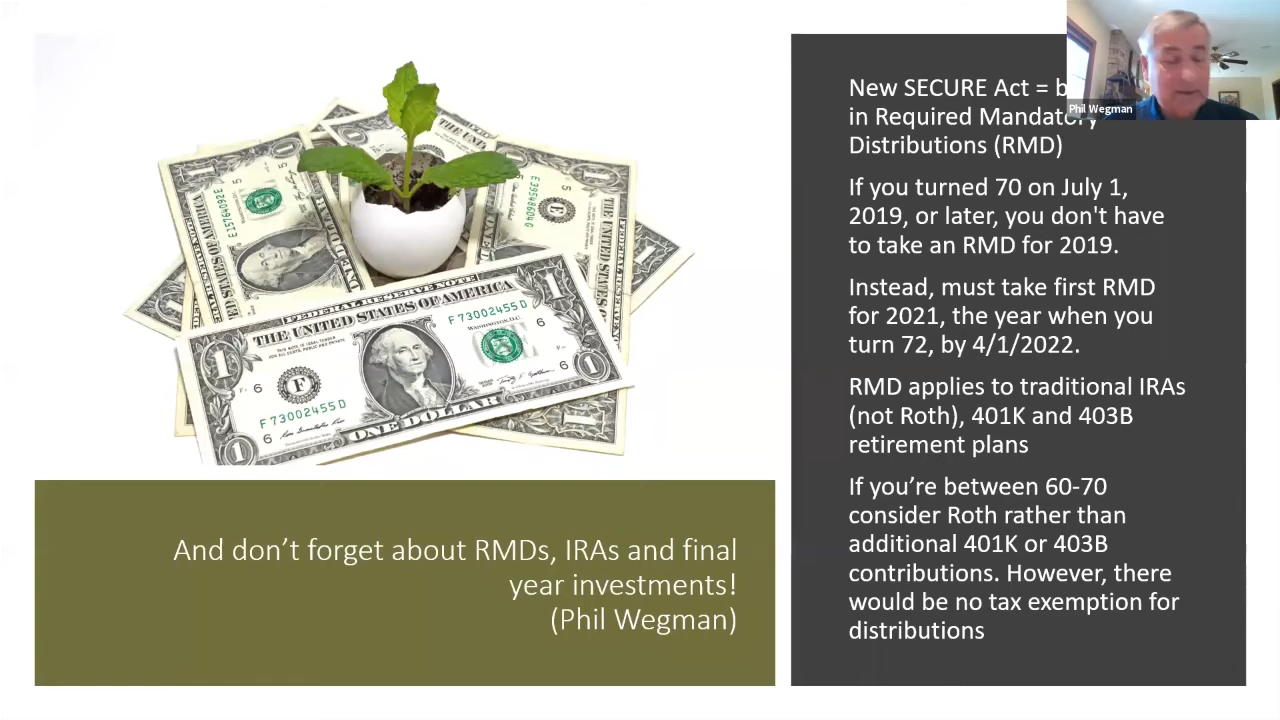 New SECURE Act =
Phil Wegman
in Required Mandatory
Distributions (RMD)
If you turned 70 on July 1,
2019, or later, you don't have
to take an RMD for 2019.
Instead, must take first RMD
for 2021, the year when you
turn 72, by 4/1/2022.
RMD applies to traditional IRAs
(not Roth), 401K and 403B
retirement plans
If you’re between 60-70
consider Roth rather than
additional 401K or 403B
contributions. However, there
would be no tax exemption for
distributions
And don’t forget about RMDs, IRAs and final
year investments!
(Phil Wegman)
FEDERAL RESERVE NOTE
THE UNITED STATES OF AMERICA
F 73002455 D
WASHINGTON, D.C.
F 73002455 D
ONE DOLLAR